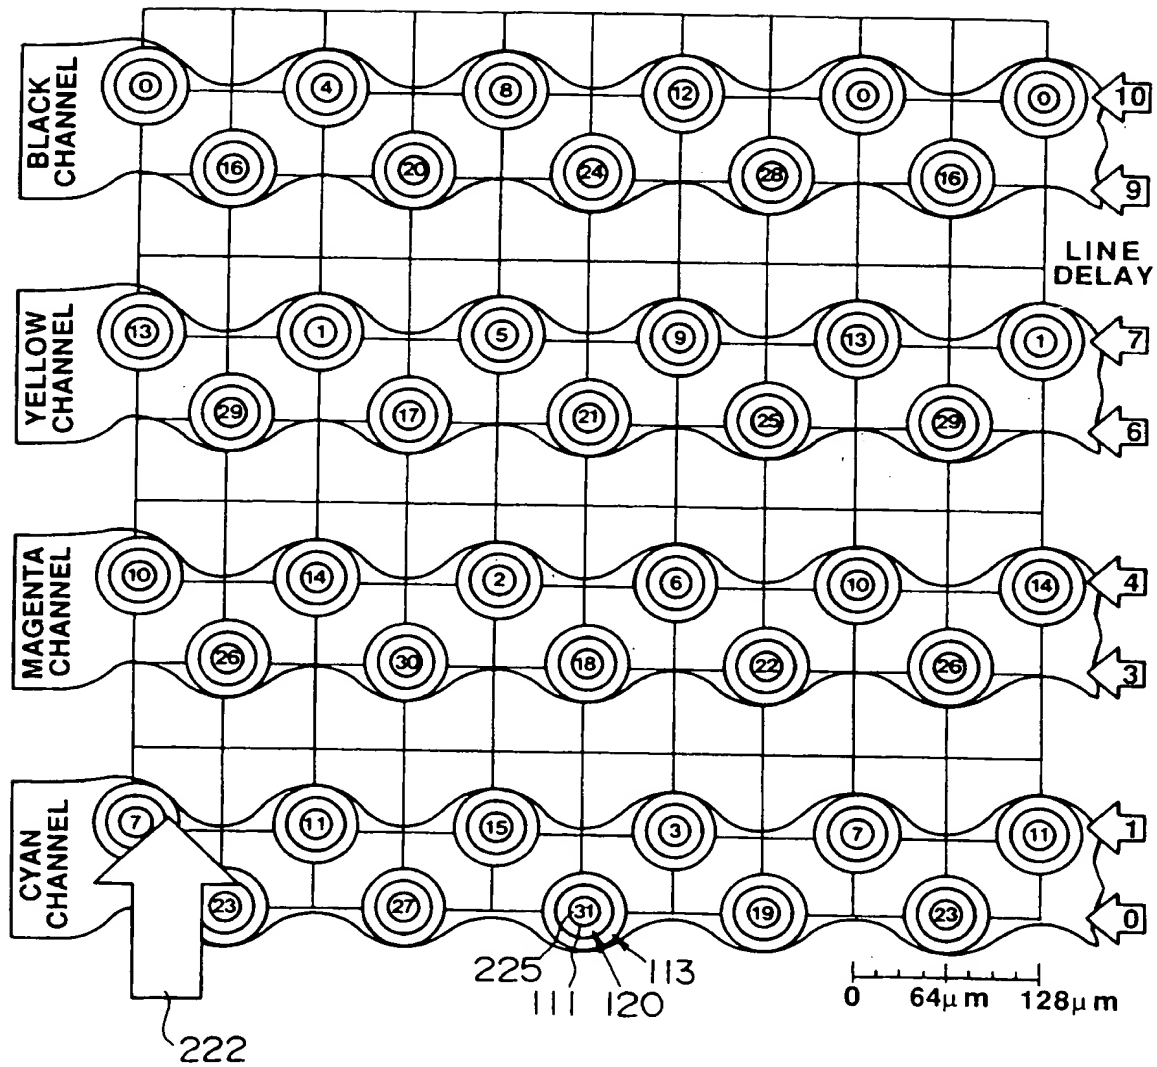 BLACK
CHANNEL
0 4 8 12 0 0 10
16 20 24 28 16 9
LINE
DELAY
YELLOW
CHANNEL
13 1 5 9 13 1 7
29 17 21 25 29 6
MAGENTA
CHANNEL
10 14 2 6 10 14 4
26 30 18 22 26 3
CYAN
CHANNEL
7 11 15 3 7 11 1
23 27 31 19 23 0
225 113
111 120
0 64μm 128μm
222